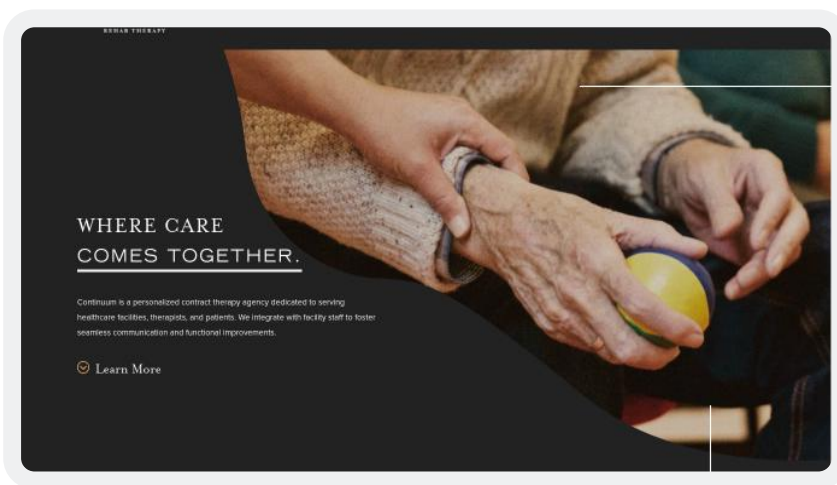 REHAB THERAPY
WHERE CARE
COMES TOGETHER.
Continuum is a personalized contract therapy agency dedicated to serving
healthcare facilities, therapists, and patients. We integrate with facility staff to foster
seamless communication and functional improvements.
Learn More